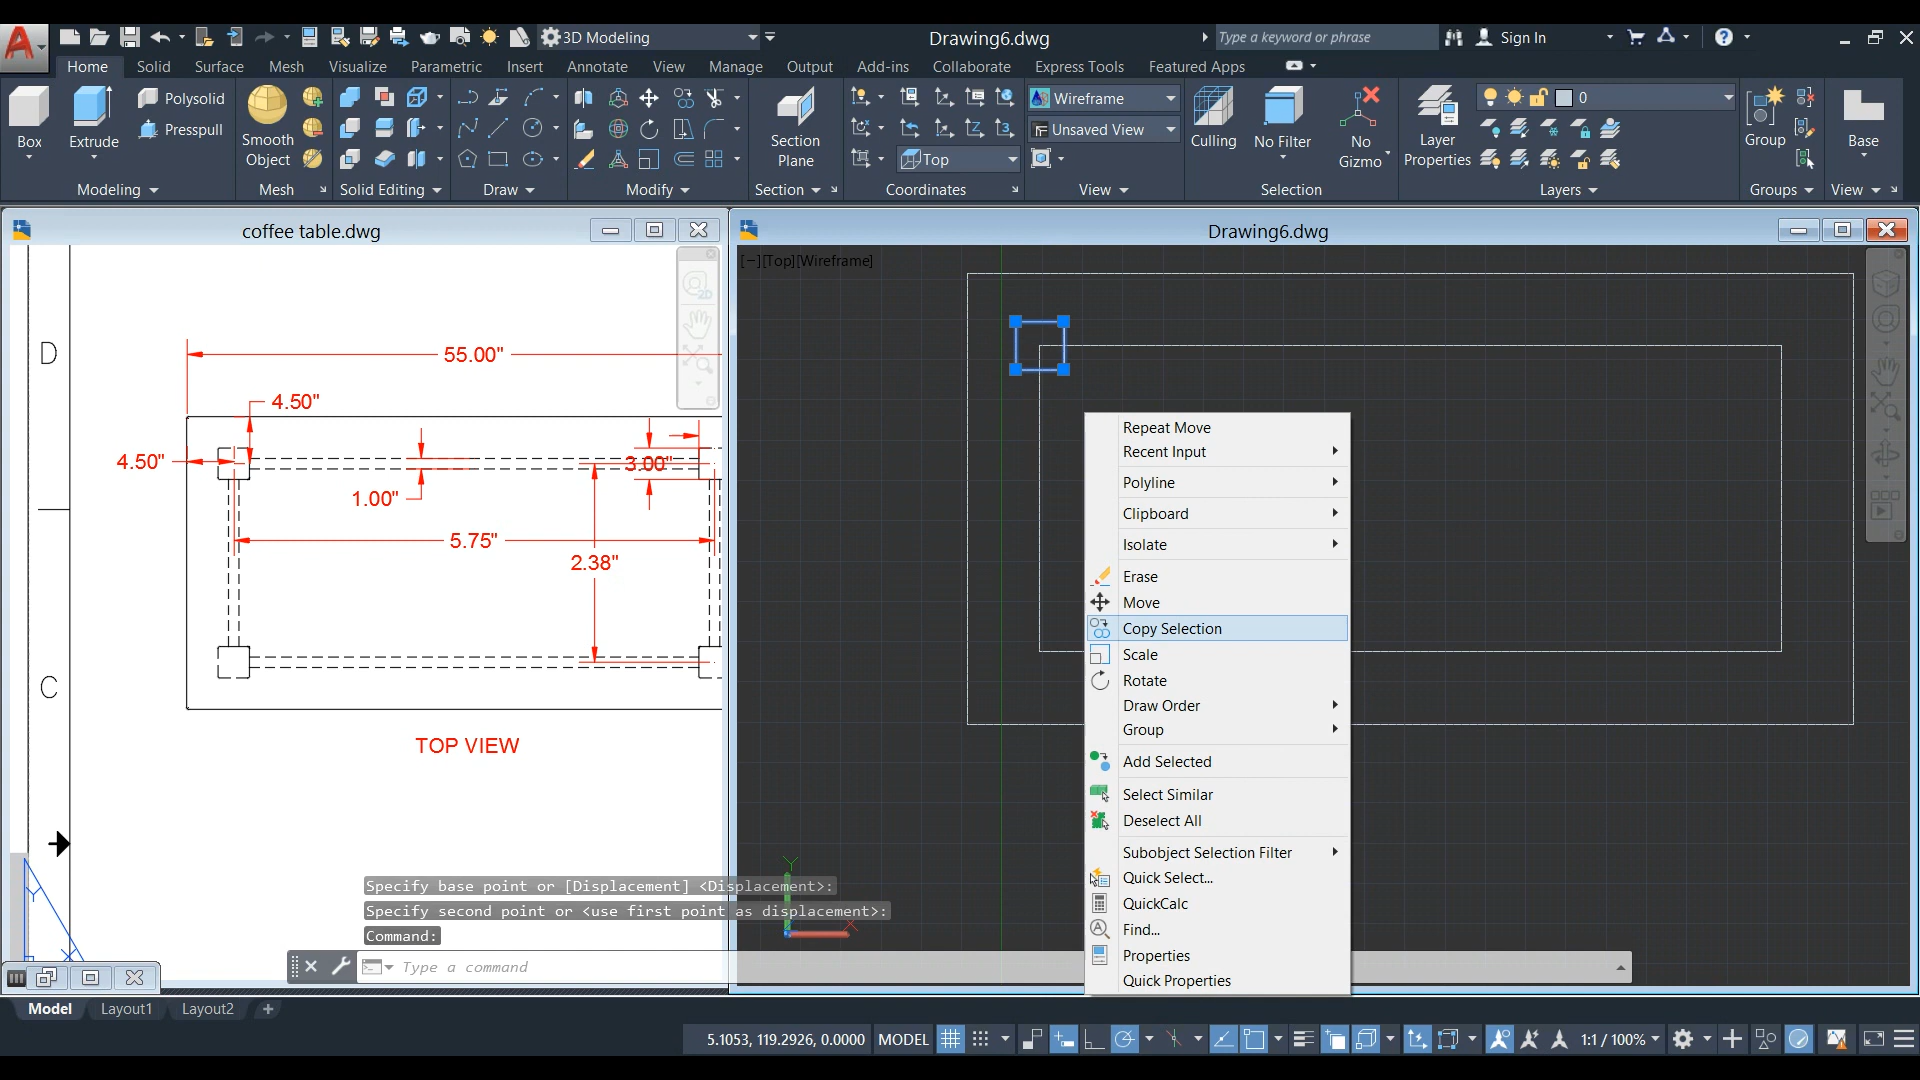 3D Modeling
Drawing6.dwg
Type a keyword or phrase
Sign In
Home Solid Surface Mesh Visualize Parametric Insert Annotate View Manage Output Add-ins Collaborate Express Tools Featured Apps
Box
Extrude
Polysolid
Presspull
Smooth
Object
Section
Plane
Wireframe
Unsaved View
Top
Culling
No Filter
No
Gizmo
Layer
Properties
0
Group
Base
Modeling
Mesh
Solid Editing
Draw
Modify
Section
Coordinates
View
Selection
Layers
Groups
View
coffee table.dwg
Drawing6.dwg
[−][Top][Wireframe]
2D
D
55.00"
4.50"
4.50"
3.00"
1.00"
5.75"
2.38"
C
TOP VIEW
Y
X
Repeat Move
Recent Input
Polyline
Clipboard
Isolate
Erase
Move
Copy Selection
Scale
Rotate
Draw Order
Group
Add Selected
Select Similar
Deselect All
Subobject Selection Filter
Quick Select...
QuickCalc
Find...
Properties
Quick Properties
Y
X
Specify base point or [Displacement] <Displacement>:
Specify second point or <use first point as displacement>:
Command:
Type a command
Model Layout1 Layout2 +
5.1053, 119.2926, 0.0000 MODEL 1:1 / 100%